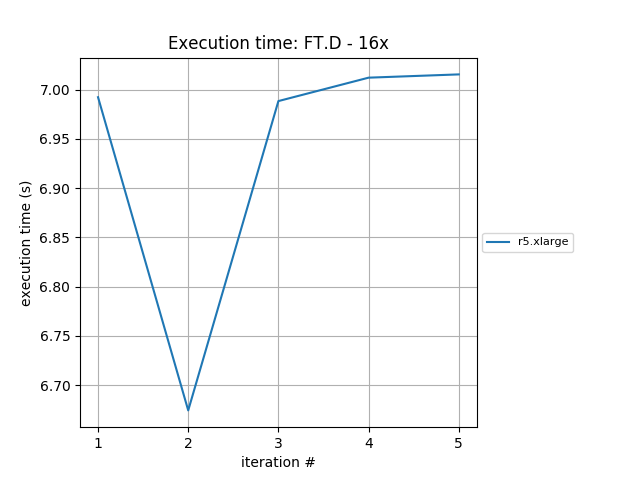 Execution time: FT.D - 16x
execution time (s)
7.00
6.95
6.90
6.85
6.80
6.75
6.70
1 2 3 4 5
iteration #
r5.xlarge